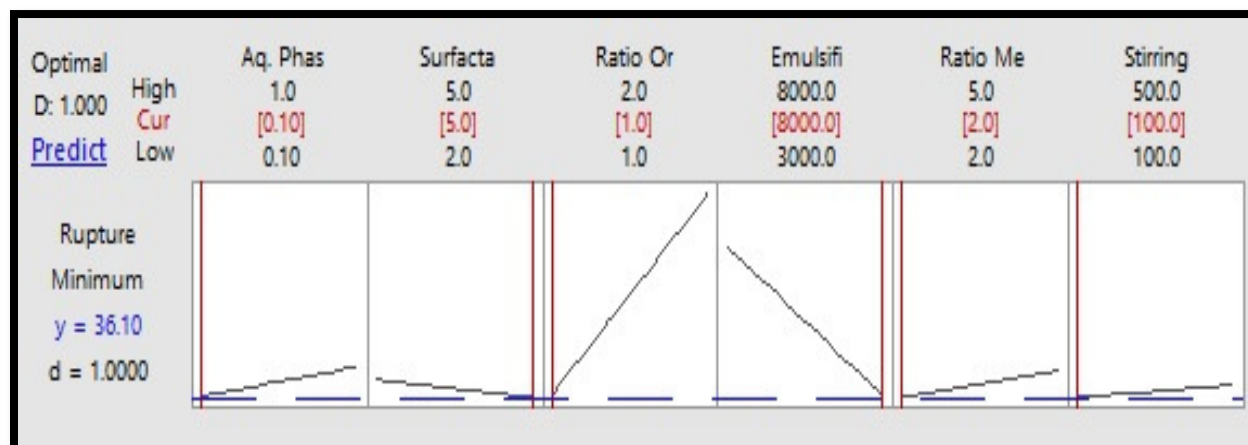 Optimal
D: 1.000
Predict
High
Cur
Low
Aq. Phas
1.0
[0.10]
0.10
Surfacta
5.0
[5.0]
2.0
Ratio Or
2.0
[1.0]
1.0
Emulsifi
8000.0
[8000.0]
3000.0
Ratio Me
5.0
[2.0]
2.0
Stirring
500.0
[100.0]
100.0
Rupture
Minimum
y = 36.10
d = 1.0000